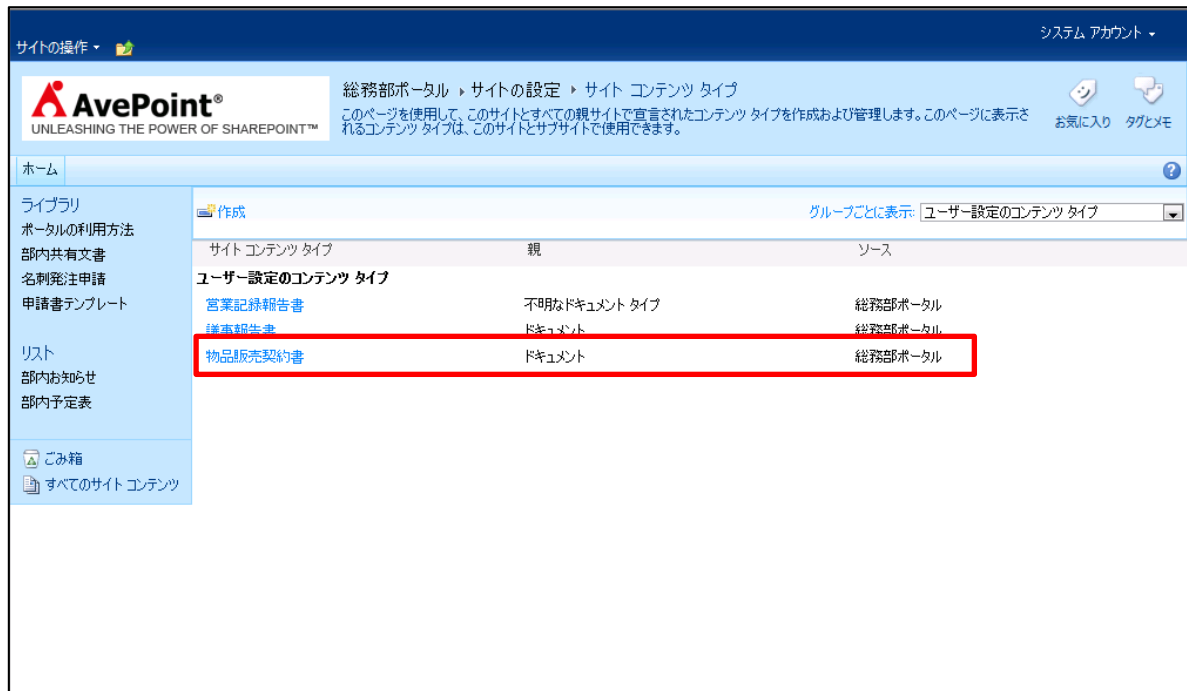 システム アカウント
サイトの操作
AvePoint®
UNLEASHING THE POWER OF SHAREPOINT™
総務部ポータル ▸ サイトの設定 ▸ サイト コンテンツ タイプ
このページを使用して、このサイトとすべての親サイトで宣言されたコンテンツ タイプを作成および管理します。このページに表示さ
れるコンテンツ タイプは、このサイトとサブサイトで使用できます。
お気に入り タグとメモ
ホーム
ライブラリ
ポータルの利用方法
部内共有文書
名刺発注申請
申請書テンプレート
リスト
部内お知らせ
部内予定表
ごみ箱
すべてのサイト コンテンツ
作成
グループごとに表示: ユーザー設定のコンテンツ タイプ
サイト コンテンツ タイプ 親 ソース
ユーザー設定のコンテンツ タイプ
営業記録報告書 不明なドキュメント タイプ 総務部ポータル
議事報告書 ドキュメント 総務部ポータル
物品販売契約書 ドキュメント 総務部ポータル